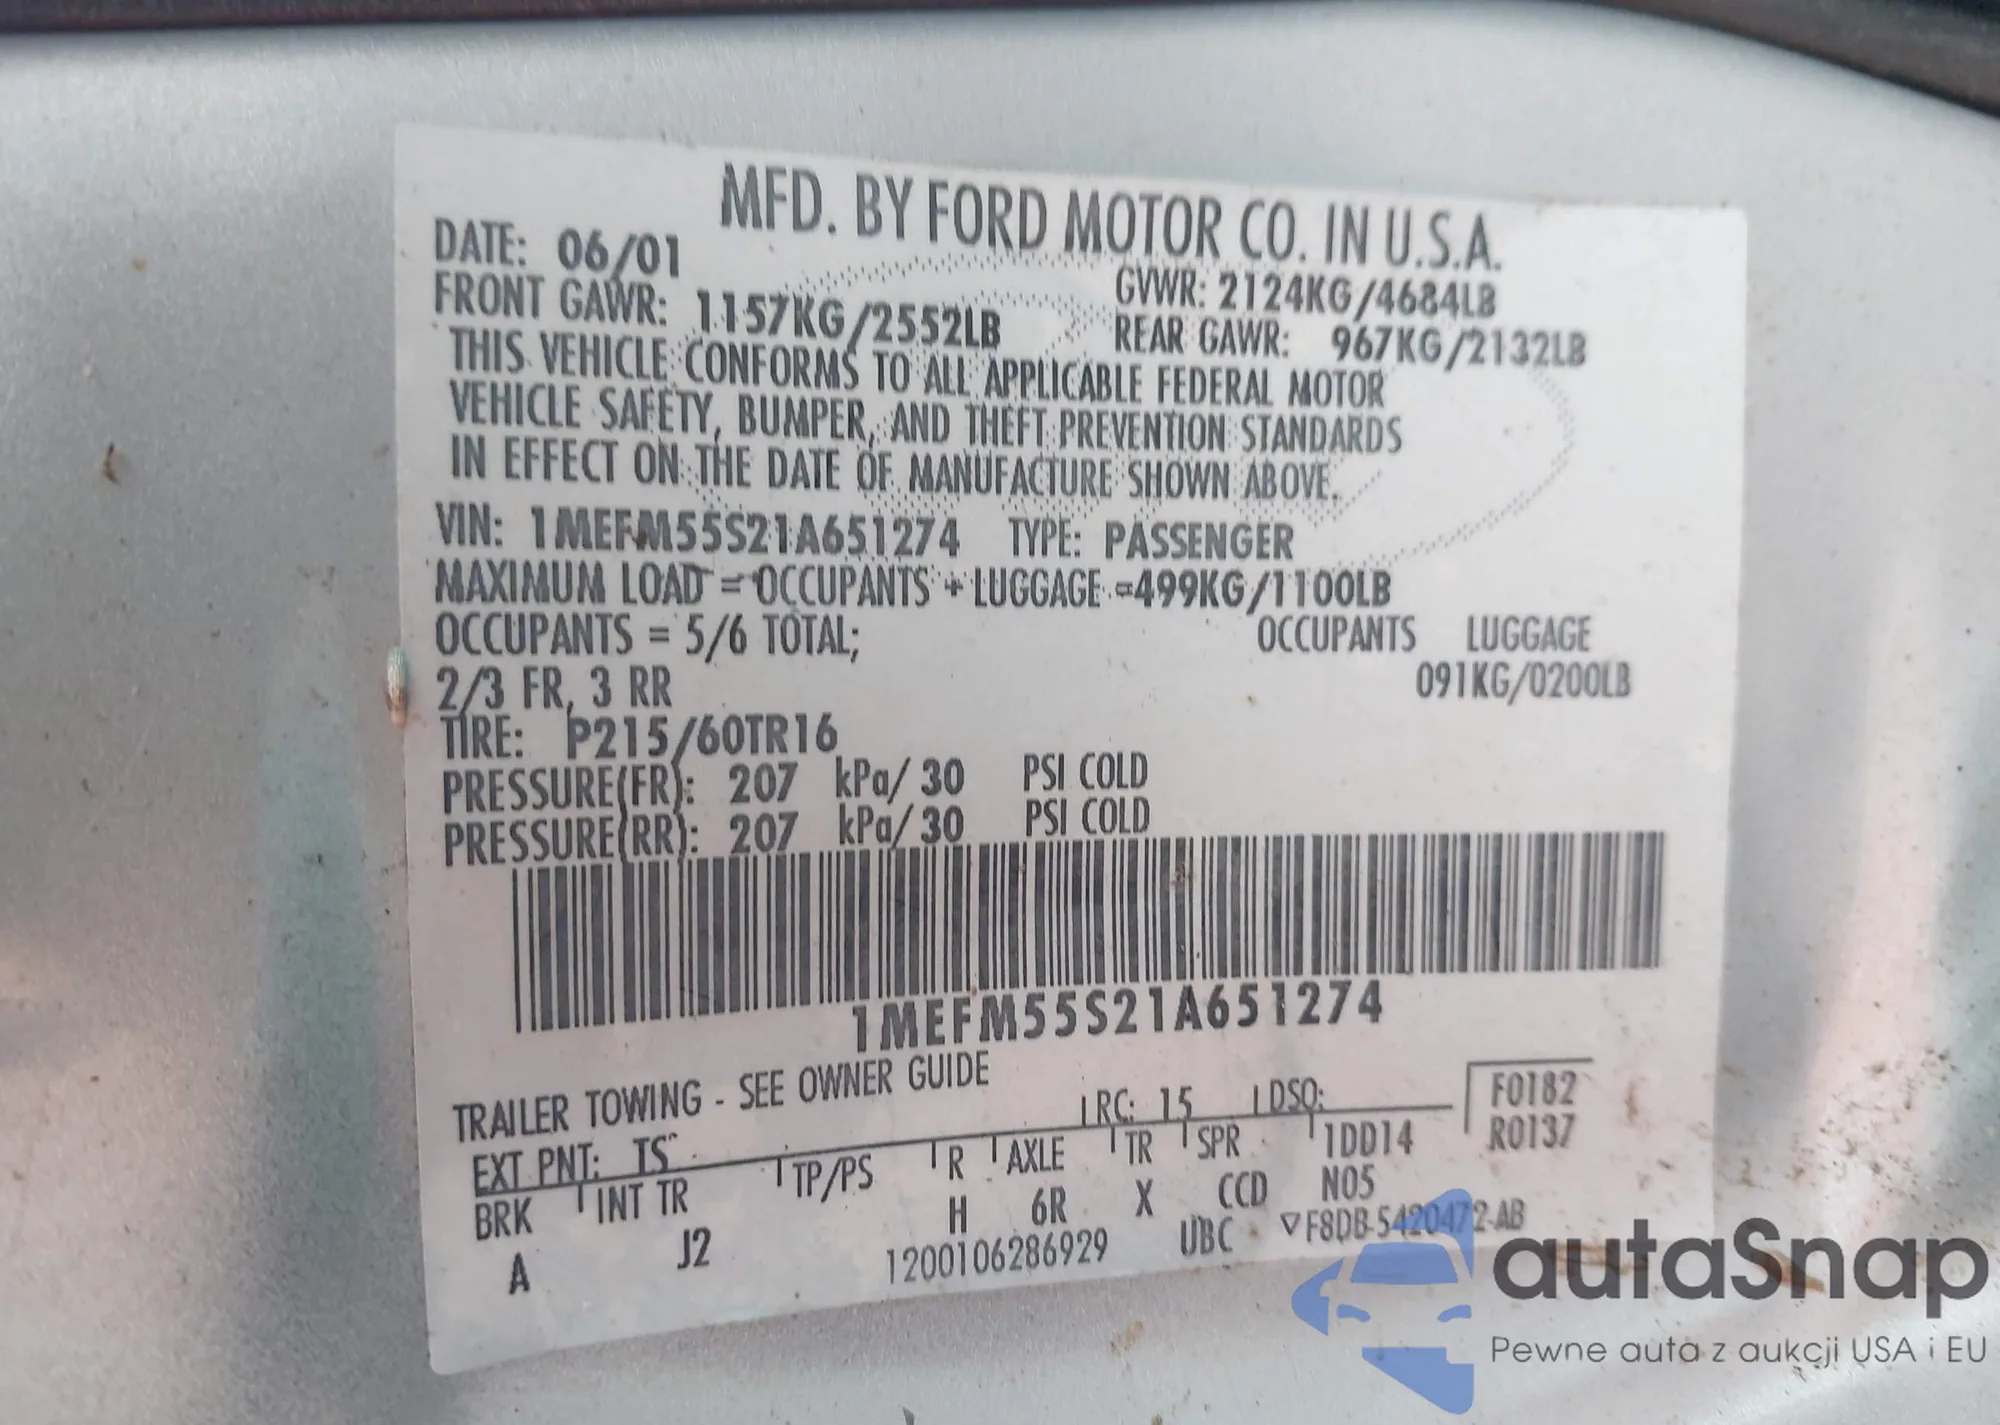 MFD. BY FORD MOTOR CO. IN U.S.A.
DATE: 06/01 GVWR: 2124KG/4684LB
FRONT GAWR: 1157KG/2552LB REAR GAWR: 967KG/2132LB
THIS VEHICLE CONFORMS TO ALL APPLICABLE FEDERAL MOTOR
VEHICLE SAFETY, BUMPER, AND THEFT PREVENTION STANDARDS
IN EFFECT ON THE DATE OF MANUFACTURE SHOWN ABOVE.
VIN: 1MEFM55S21A651274 TYPE: PASSENGER
MAXIMUM LOAD = OCCUPANTS + LUGGAGE =499KG/1100LB
OCCUPANTS = 5/6 TOTAL; OCCUPANTS LUGGAGE
2/3 FR, 3 RR 091KG/0200LB
TIRE: P215/60TR16
PRESSURE(FR): 207 kPa/ 30 PSI COLD
PRESSURE(RR): 207 kPa/ 30 PSI COLD
1MEFM55S21A651274
TRAILER TOWING - SEE OWNER GUIDE
EXT PNT: TS RC: 15 DSO: F0182
BRK INT TR TP/PS R AXLE TR SPR 1DD14 R0137
A J2 H 6R X CCD N05
1200106286929 UBC ▽F8DB-5420472-AB
autaSnap
Pewne auta z aukcji USA i EU